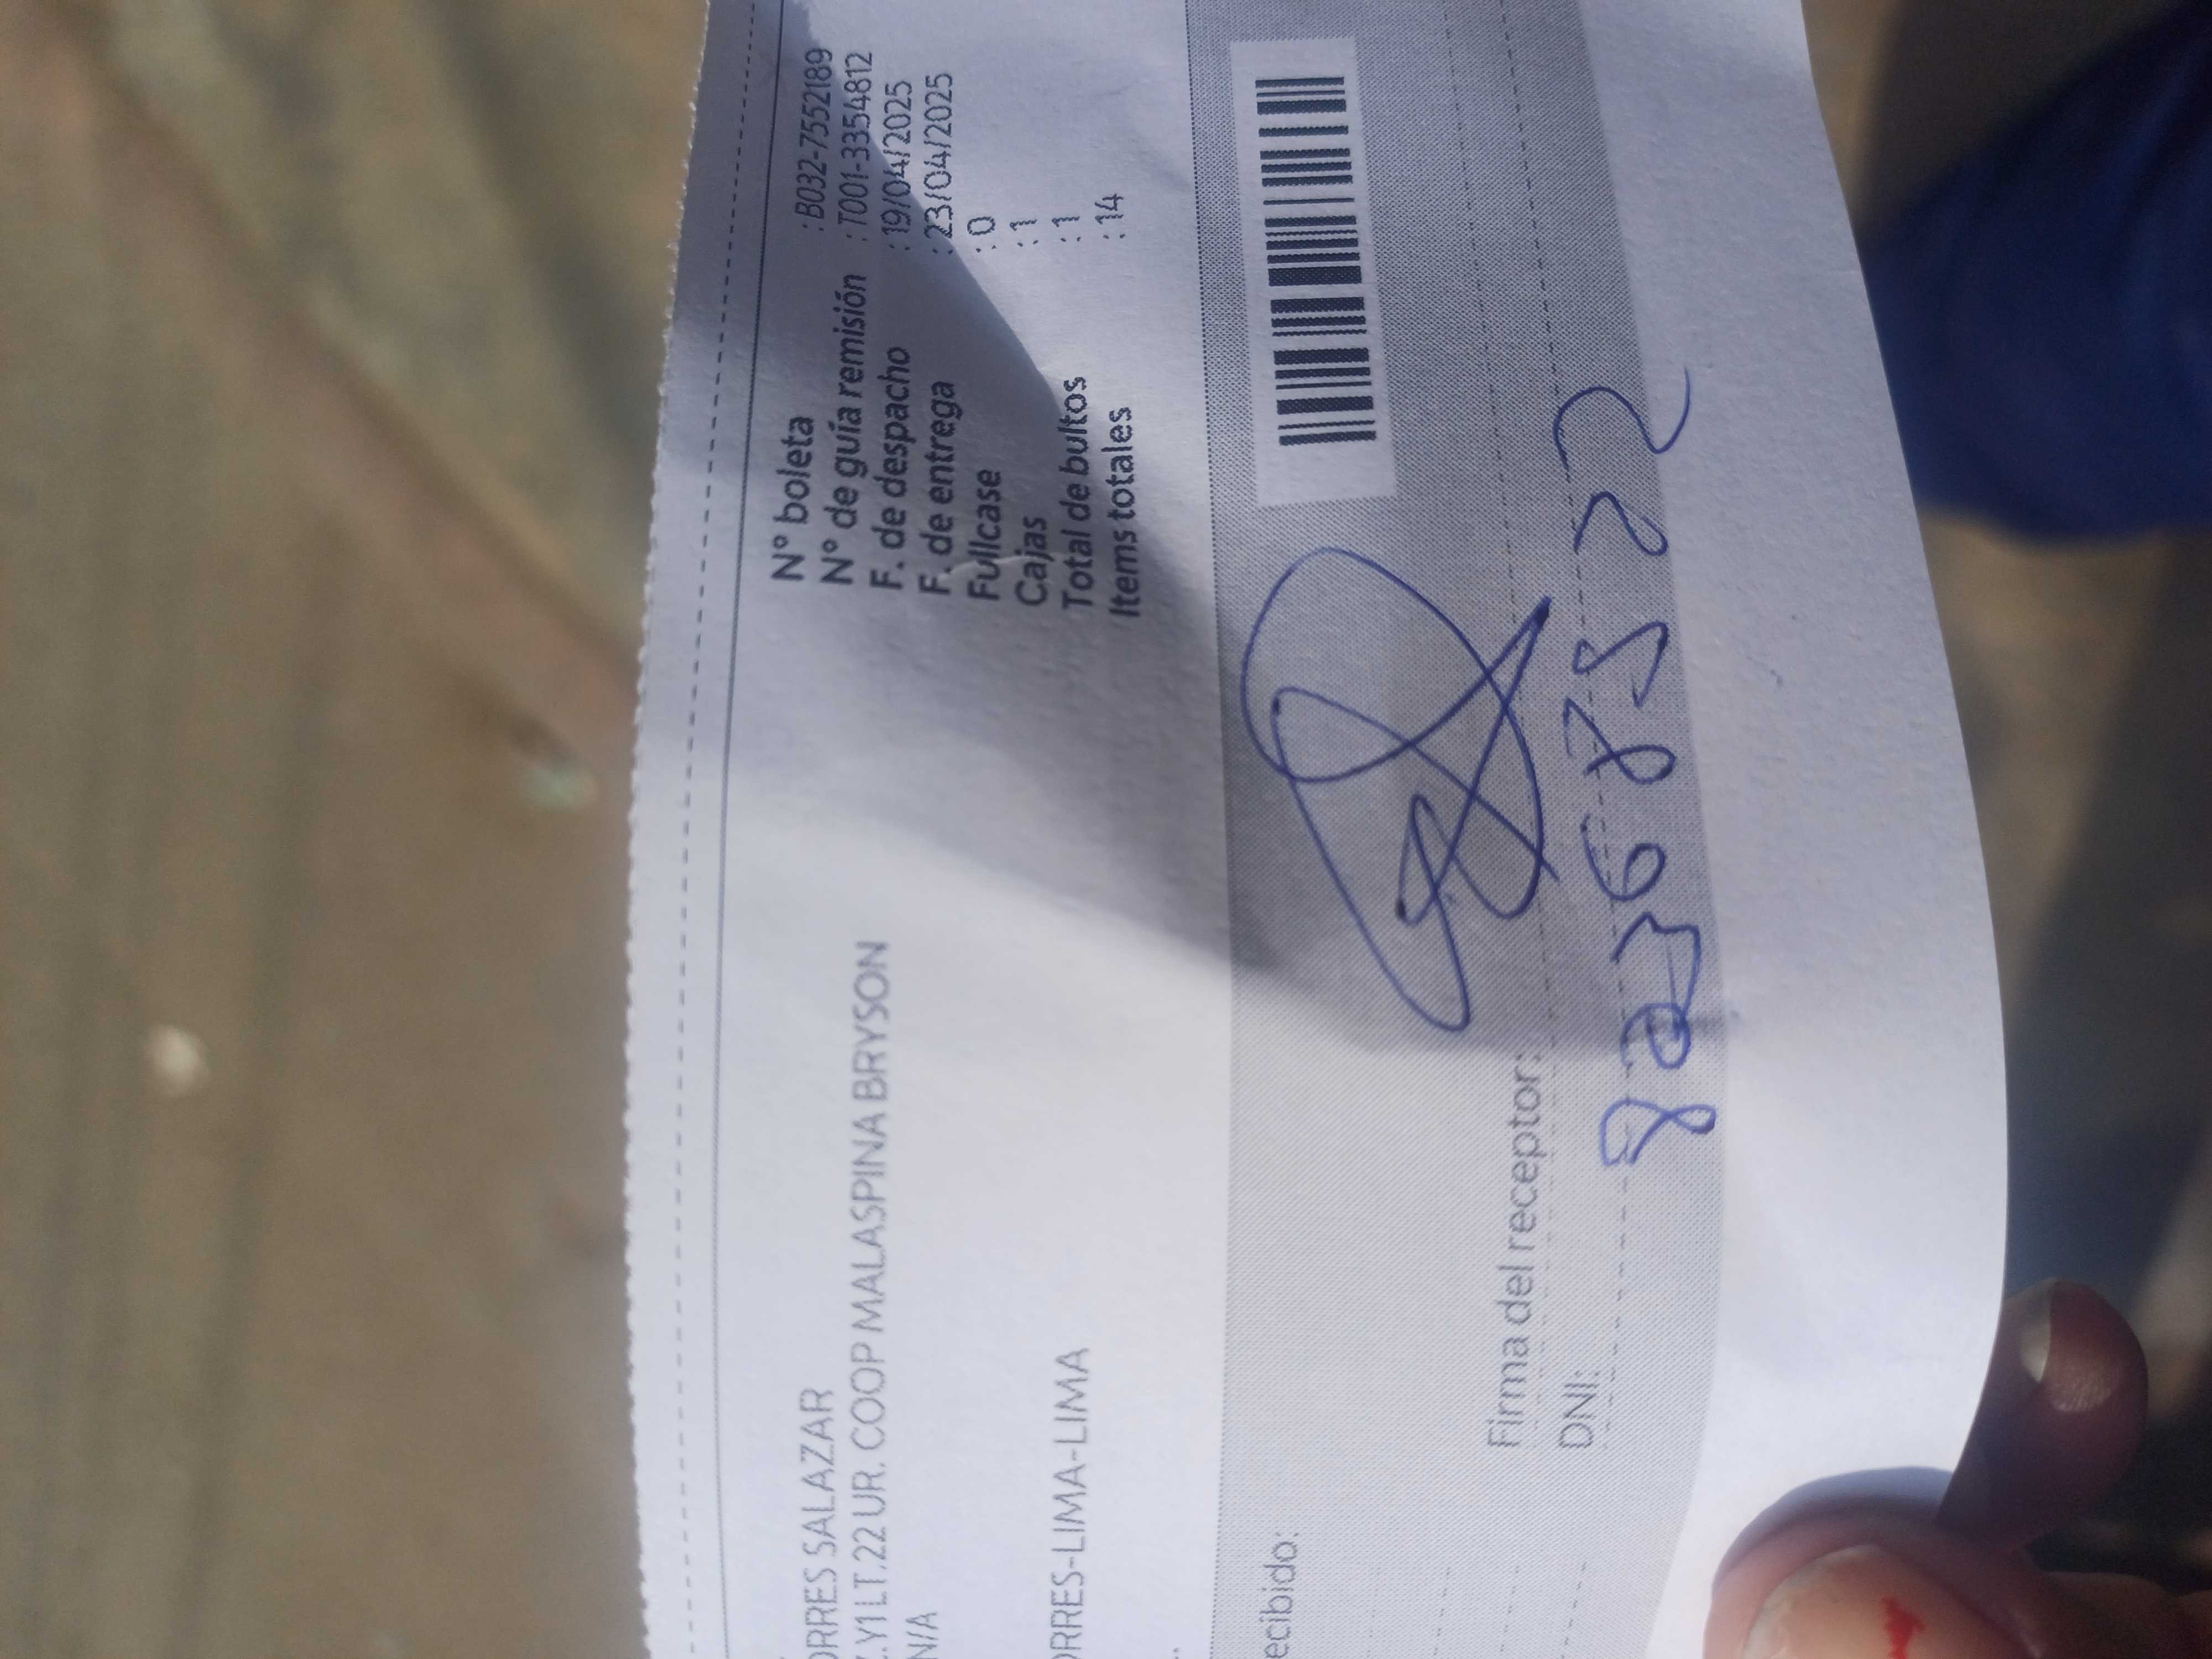 ORRES SALAZAR
Y1 LT.22 UR. COOP MALASPINA BRYSON
N/A
ORRES-LIMA-LIMA
N° boleta : B032-7552189
N° de guía remisión : T001-3354812
F. de despacho : 19/04/2025
F. de entrega : 23/04/2025
Fullcase : 0
Cajas : 1
Total de bultos : 1
Items totales : 14
ecibido:
Firma del receptor:
DNI: